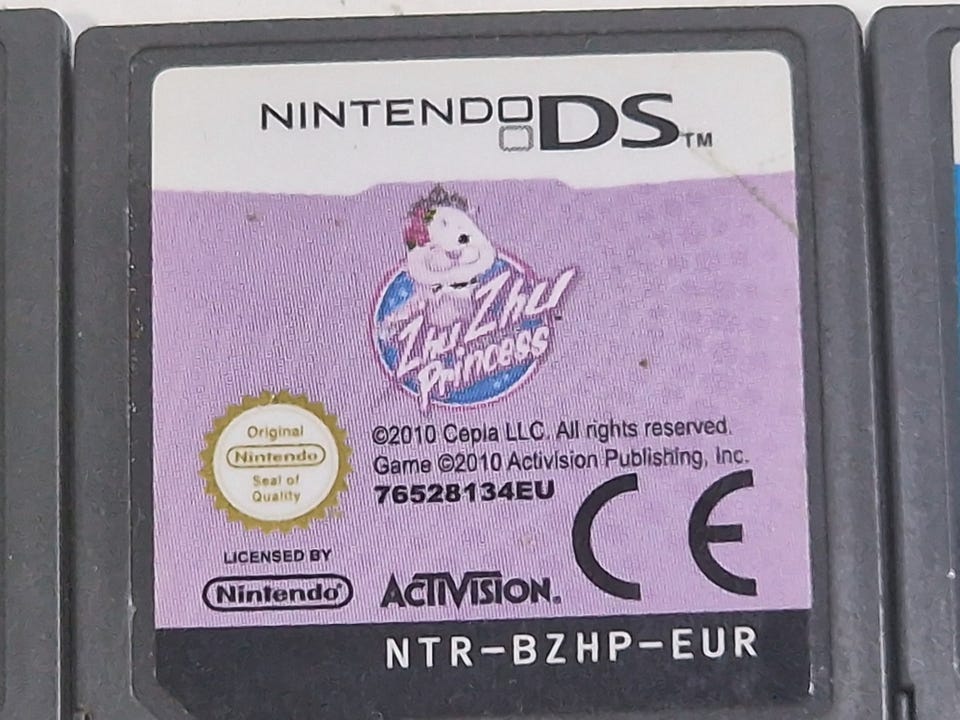 NINTENDO DS™
Zhu Zhu
Princess™
Original
Nintendo
Seal of
Quality
©2010 Cepia LLC. All rights reserved.
Game ©2010 Activision Publishing, Inc.
76528134EU
CE
LICENSED BY
Nintendo®
ACTIVISION®
NTR-BZHP-EUR